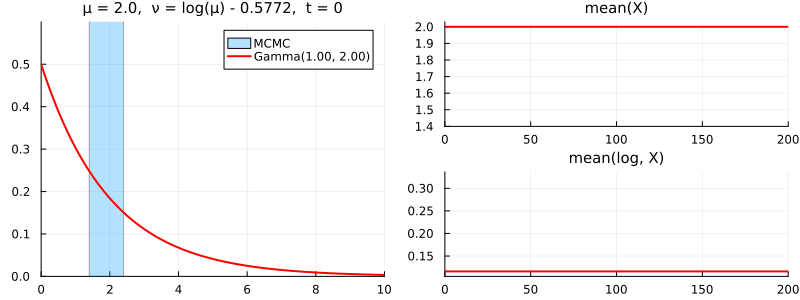 μ = 2.0,  ν = log(μ) - 0.5772,  t = 0
MCMC
Gamma(1.00, 2.00)
0.5
0.4
0.3
0.2
0.1
0.0
0 2 4 6 8 10
mean(X)
2.0
1.9
1.8
1.7
1.6
1.5
1.4
0 50 100 150 200
mean(log, X)
0.30
0.25
0.20
0.15
0 50 100 150 200